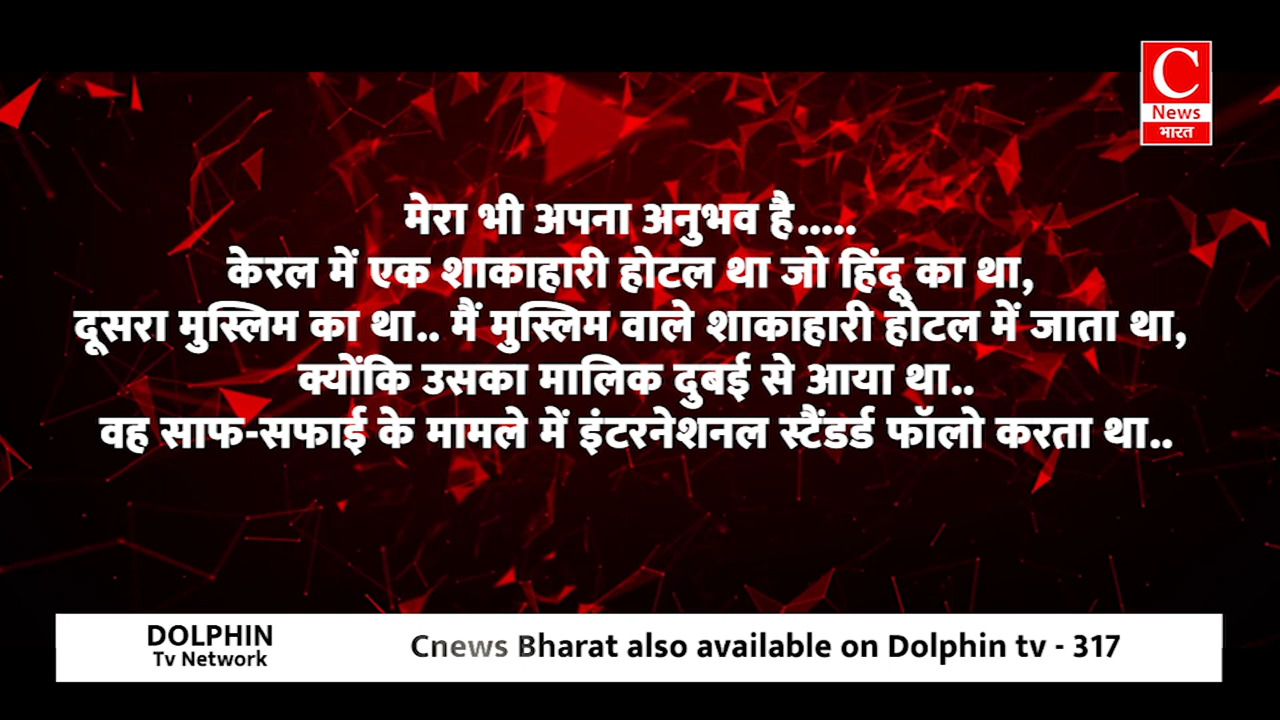 C
News
भारत
मेरा भी अपना अनुभव है.....
केरल में एक शाकाहारी होटल था जो हिंदू का था,
दूसरा मुस्लिम का था.. मैं मुस्लिम वाले शाकाहारी होटल में जाता था,
क्योंकि उसका मालिक दुबई से आया था..
वह साफ-सफाई के मामले में इंटरनेशनल स्टैंडर्ड फॉलो करता था..
DOLPHIN
Tv Network
Cnews Bharat also available on Dolphin tv - 317